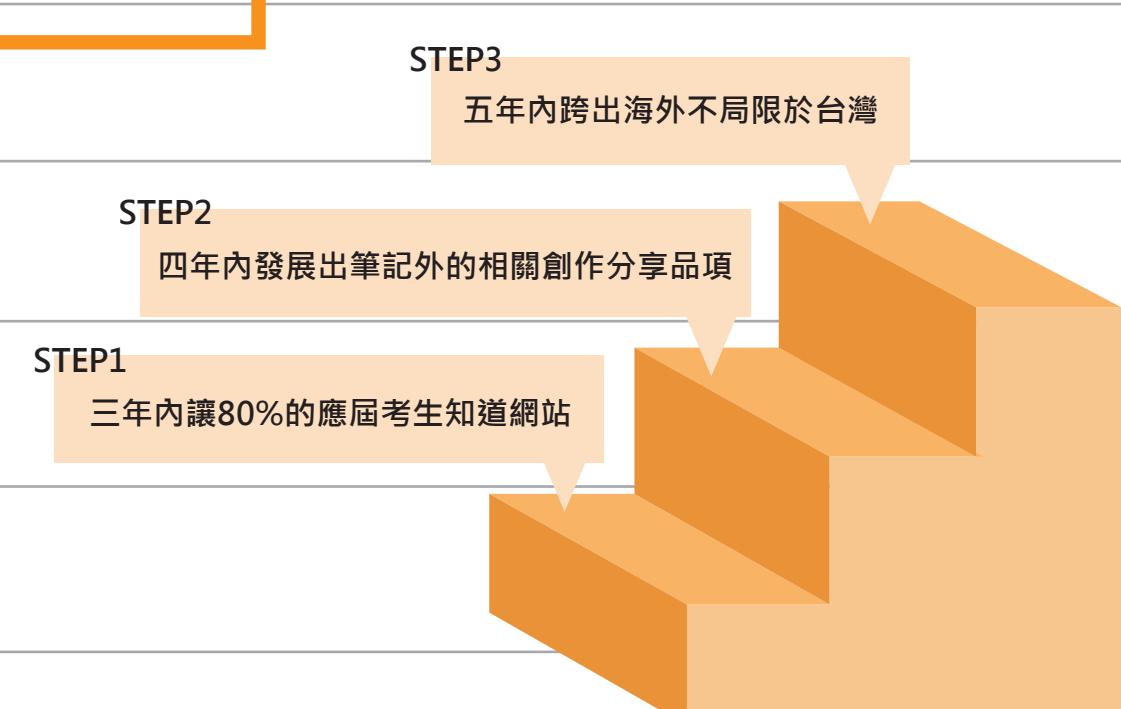 STEP3
五年內跨出海外不局限於台灣
STEP2
四年內發展出筆記外的相關創作分享品項
STEP1
三年內讓80%的應屆考生知道網站